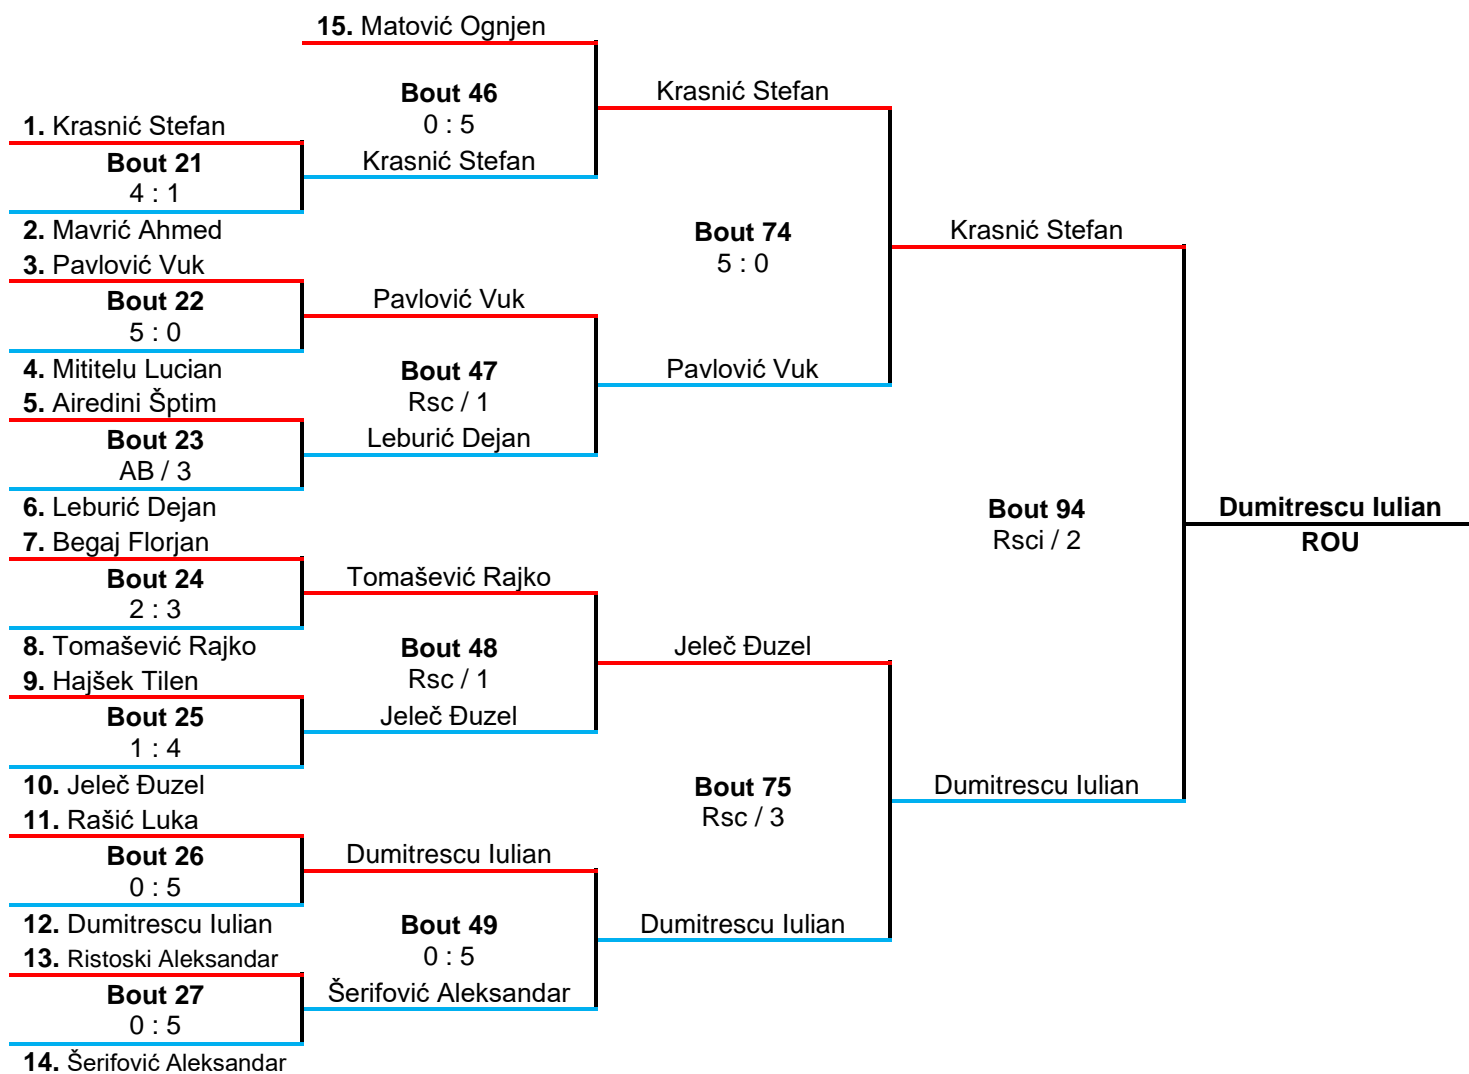 15. Matović Ognjen
Bout 46
0 : 5
Krasnić Stefan
1. Krasnić Stefan
Bout 21
4 : 1
Krasnić Stefan
2. Mavrić Ahmed
Bout 74
5 : 0
Krasnić Stefan
3. Pavlović Vuk
Bout 22
5 : 0
Pavlović Vuk
4. Mititelu Lucian
Bout 47
Rsc / 1
Pavlović Vuk
5. Airedini Šptim
Bout 23
AB / 3
Leburić Dejan
6. Leburić Dejan
Bout 94
Rsci / 2
Dumitrescu Iulian
ROU
7. Begaj Florjan
Bout 24
2 : 3
Tomašević Rajko
8. Tomašević Rajko
Bout 48
Rsc / 1
Jeleč Đuzel
9. Hajšek Tilen
Bout 25
1 : 4
Jeleč Đuzel
10. Jeleč Đuzel
Bout 75
Rsc / 3
Dumitrescu Iulian
11. Rašić Luka
Bout 26
0 : 5
Dumitrescu Iulian
12. Dumitrescu Iulian
Bout 49
0 : 5
Dumitrescu Iulian
13. Ristoski Aleksandar
Bout 27
0 : 5
Šerifović Aleksandar
14. Šerifović Aleksandar